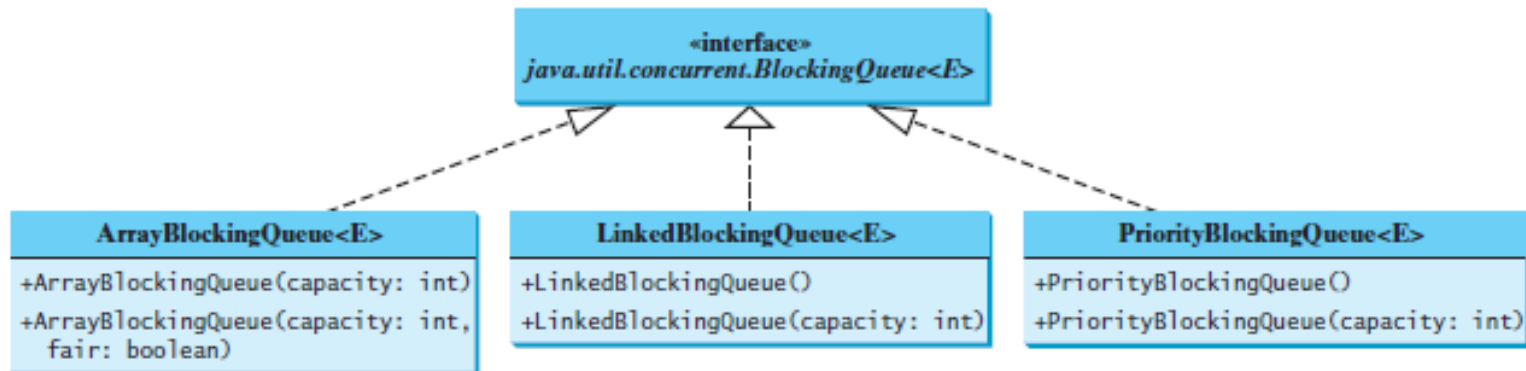 «interface»
java.util.concurrent.BlockingQueue<E>
ArrayBlockingQueue<E>
+ArrayBlockingQueue(capacity: int)
+ArrayBlockingQueue(capacity: int,
fair: boolean)
LinkedBlockingQueue<E>
+LinkedBlockingQueue()
+LinkedBlockingQueue(capacity: int)
PriorityBlockingQueue<E>
+PriorityBlockingQueue()
+PriorityBlockingQueue(capacity: int)